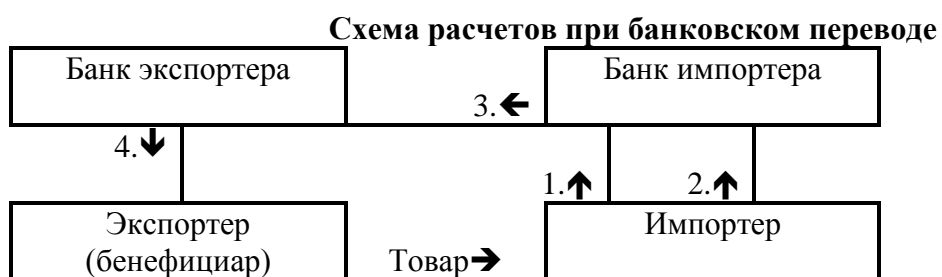 Схема расчетов при банковском переводе
Банк экспортера
Банк импортера
3.🡸
4.🡻
1.🡹
2.🡹
Экспортер
(бенефициар)
Товар🡺
Импортер